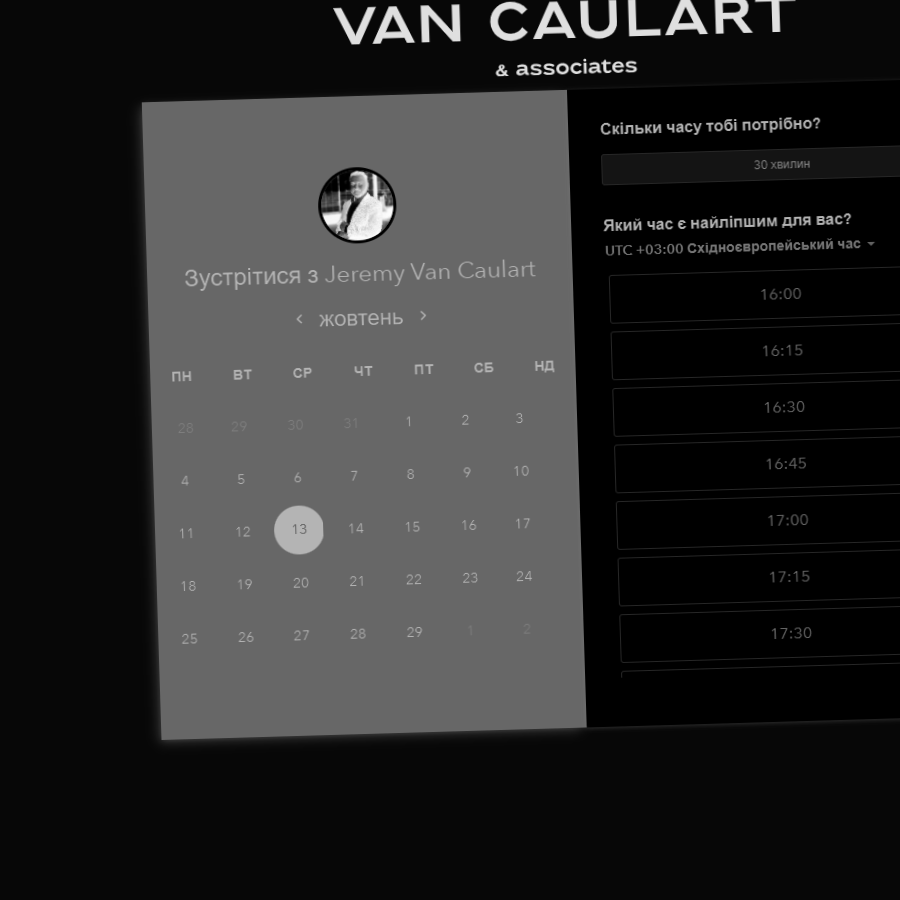 VAN CAULART
& associates
Зустрітися з Jeremy Van Caulart
жовтень
ПН ВТ СР ЧТ ПТ СБ НД
28 29 30 31 1 2 3
4 5 6 7 8 9 10
11 12 13 14 15 16 17
18 19 20 21 22 23 24
25 26 27 28 29 1 2
Скільки часу тобі потрібно?
30 хвилин
Який час є найліпшим для вас?
UTC +03:00 Східноєвропейський час
16:00
16:15
16:30
16:45
17:00
17:15
17:30